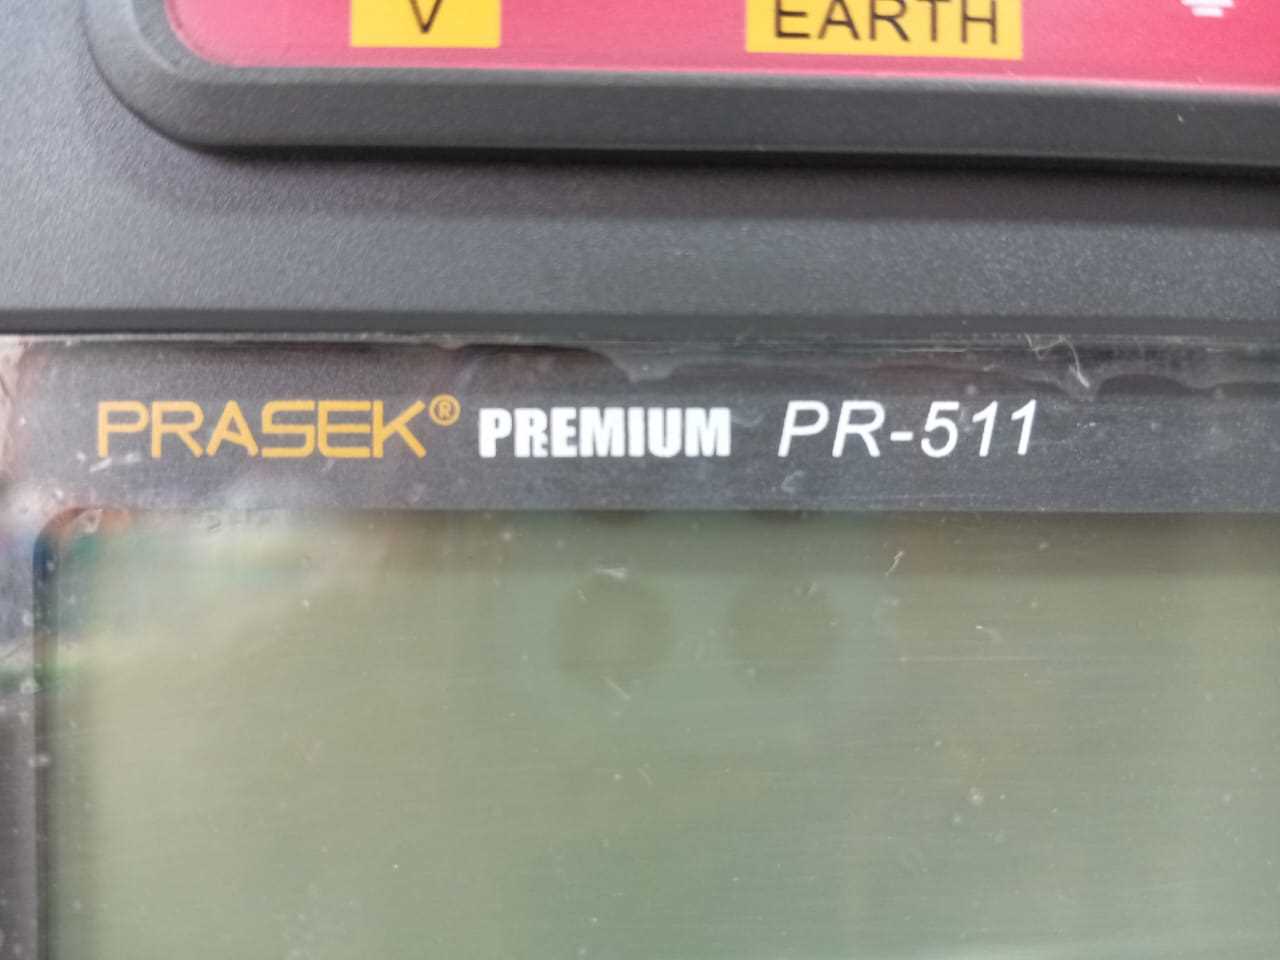 V EARTH
PRASEK® PREMIUM PR-511